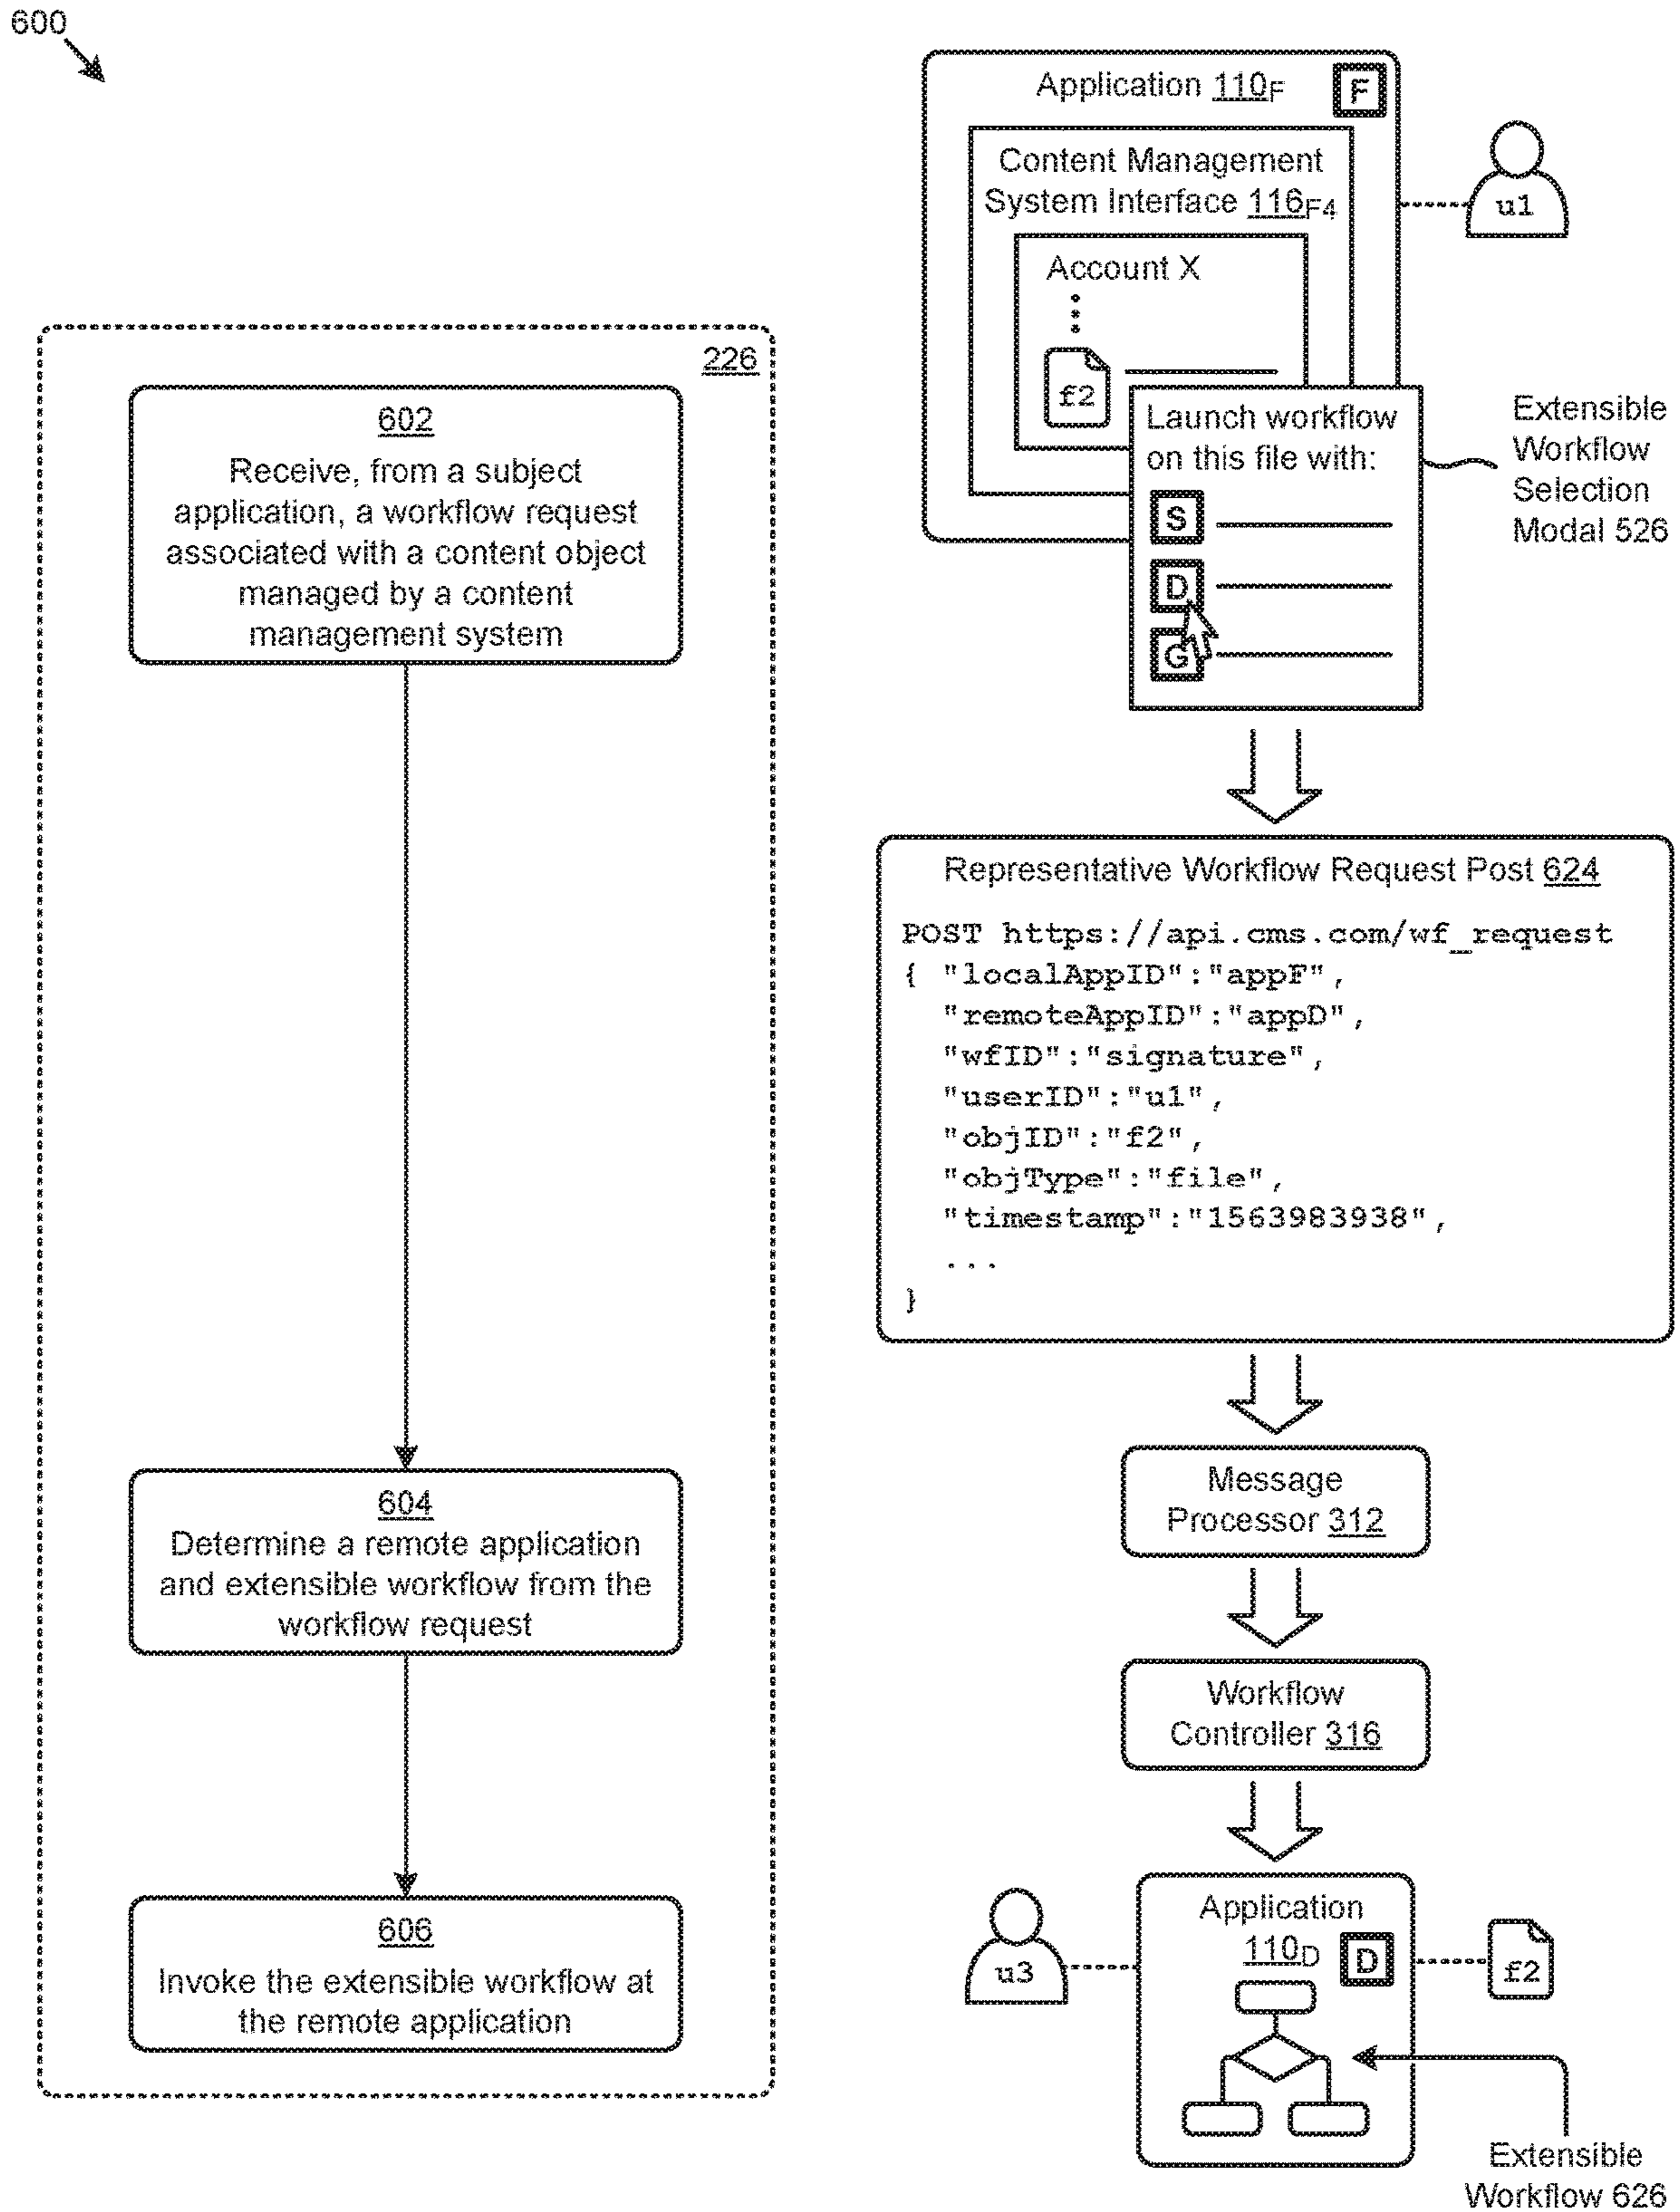 600
226
602
Receive, from a subject
application, a workflow request
associated with a content object
managed by a content
management system
604
Determine a remote application
and extensible workflow from the
workflow request
606
Invoke the extensible workflow at
the remote application
Application 110F
F
Content Management
System Interface 116F4
u1
Account X
f2
Launch workflow
on this file with:
S
D
G
Extensible
Workflow
Selection
Modal 526
Representative Workflow Request Post 624
POST https://api.cms.com/wf_request
{ "localAppID":"appF",
"remoteAppID":"appD",
"wfID":"signature",
"userID":"u1",
"objID":"f2",
"objType":"file",
"timestamp":"1563983938",
...
}
Message
Processor 312
Workflow
Controller 316
Application
110D
D
u3
f2
Extensible
Workflow 626